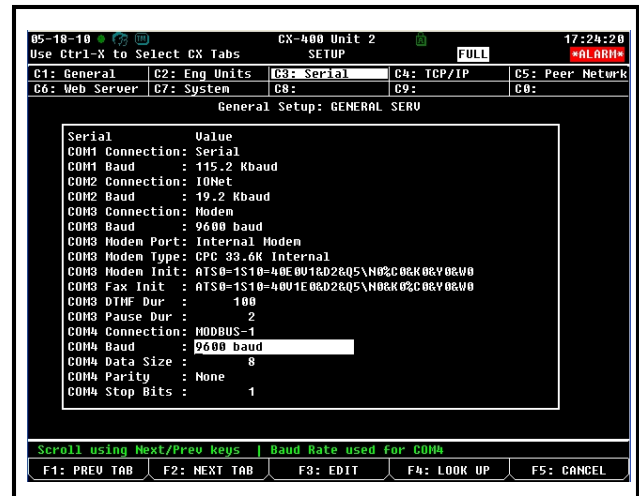 05-18-10 CX-400 Unit 2 17:24:20
Use Ctrl-X to Select CX Tabs SETUP FULL *ALARM*
C1: General C2: Eng Units C3: Serial C4: TCP/IP C5: Peer Netwrk
C6: Web Server C7: System C8: C9: C0:
General Setup: GENERAL SERV
Serial Value
COM1 Connection: Serial
COM1 Baud : 115.2 Kbaud
COM2 Connection: IONet
COM2 Baud : 19.2 Kbaud
COM3 Connection: Modem
COM3 Baud : 9600 baud
COM3 Modem Port: Internal Modem
COM3 Modem Type: CPC 33.6K Internal
COM3 Modem Init: ATS0=1S10=40E0V1&D2&Q5\N0%C0&K0&Y0&W0
COM3 Fax Init : ATS0=1S10=40V1E0&D2&Q5\N0&K0%C0&Y0&W0
COM3 DTMF Dur : 100
COM3 Pause Dur : 2
COM4 Connection: MODBUS-1
COM4 Baud : 9600 baud
COM4 Data Size : 8
COM4 Parity : None
COM4 Stop Bits : 1
Scroll using Next/Prev keys | Baud Rate used for COM4
F1: PREV TAB F2: NEXT TAB F3: EDIT F4: LOOK UP F5: CANCEL